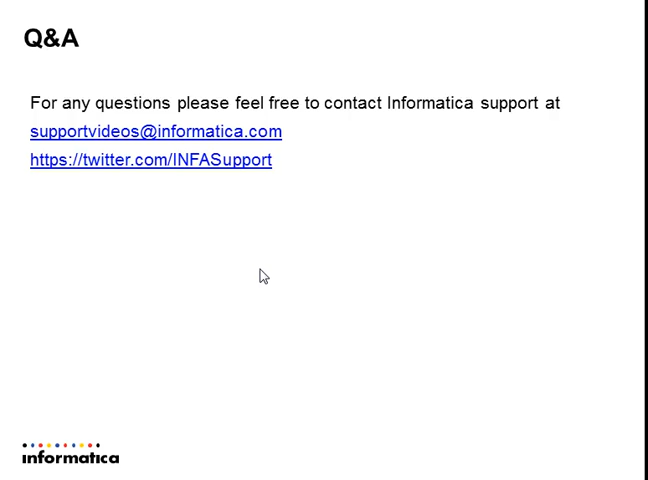 Q&A
For any questions please feel free to contact Informatica support at
supportvideos@informatica.com
https://twitter.com/INFASupport
informatica